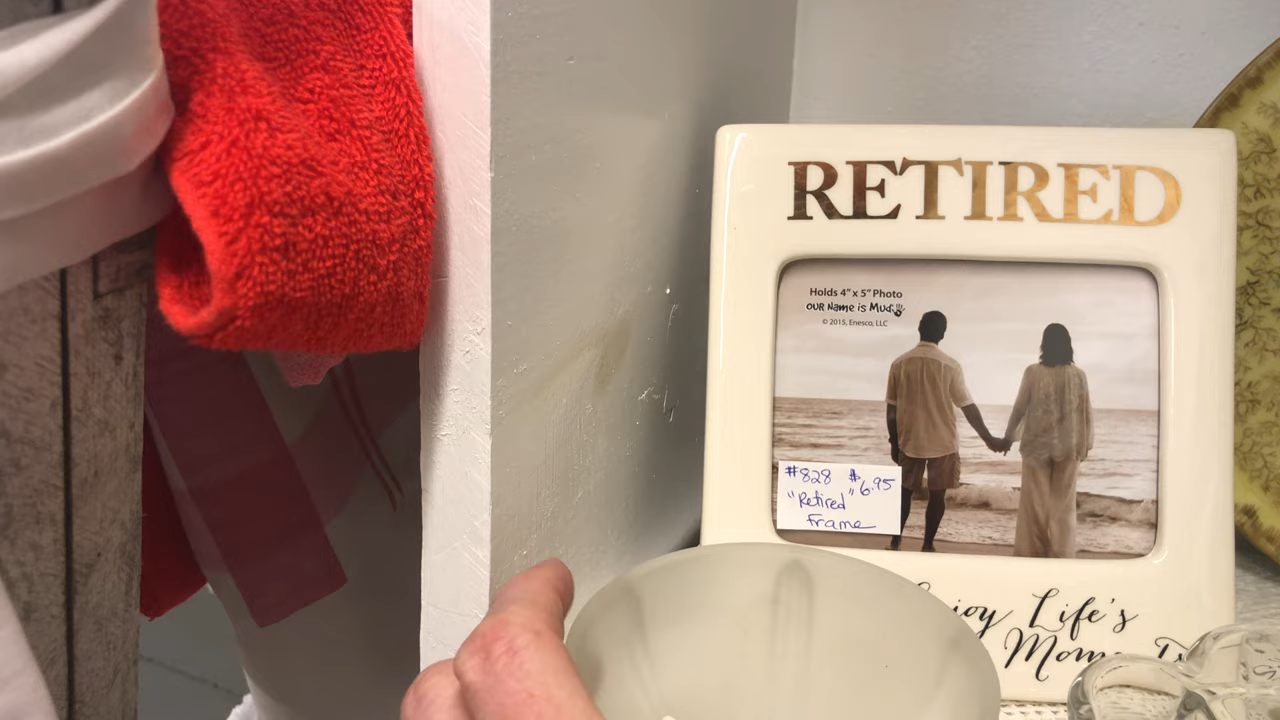 RETIRED
Holds 4" x 5" Photo
OUR Name is Mud
© 2015, Enesco, LLC
#828 $6.95
"Retired"
Frame
Life's